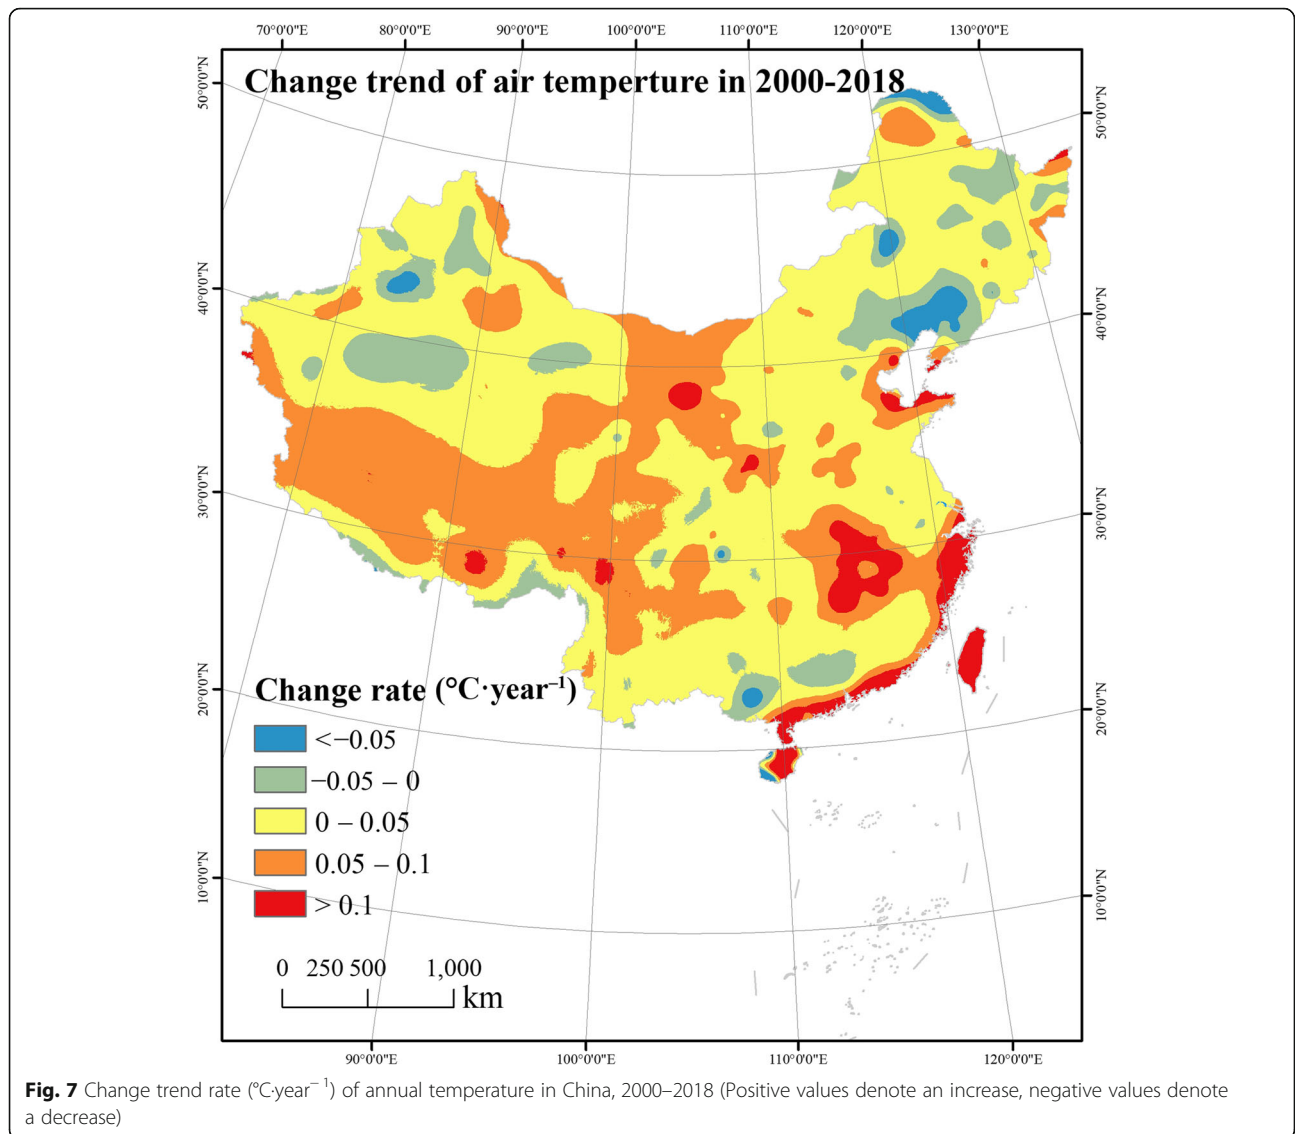 70°0'0"E 80°0'0"E 90°0'0"E 100°0'0"E 110°0'0"E 120°0'0"E 130°0'0"E
Change trend of air temperture in 2000-2018
50°0'0"N
40°0'0"N
30°0'0"N
20°0'0"N
10°0'0"N
50°0'0"N
40°0'0"N
30°0'0"N
20°0'0"N
10°0'0"N
Change rate (°C·year⁻¹)
<−0.05
−0.05 – 0
0 – 0.05
0.05 – 0.1
> 0.1
0 250 500 1,000
km
90°0'0"E 100°0'0"E 110°0'0"E 120°0'0"E
Fig. 7 Change trend rate (°C·year⁻ ¹) of annual temperature in China, 2000–2018 (Positive values denote an increase, negative values denote
a decrease)